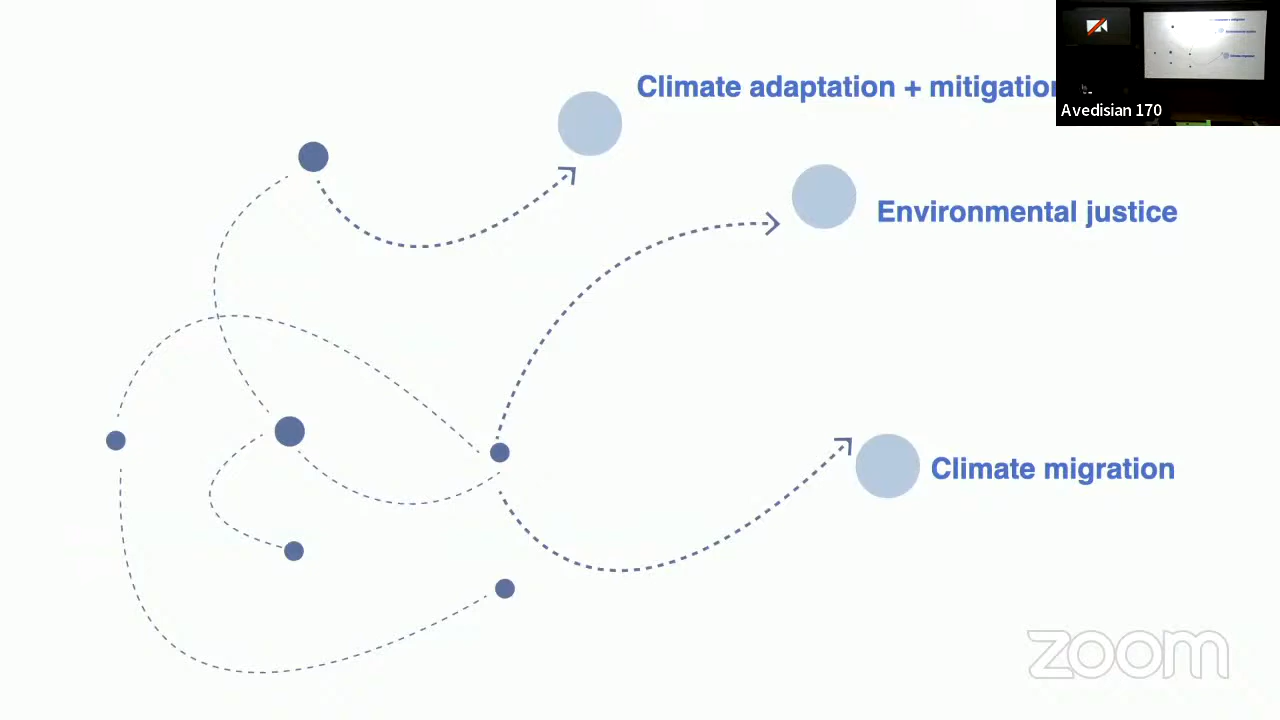 Climate adaptation + mitigation
Avedisian 170
Environmental justice
Climate migration
zoom